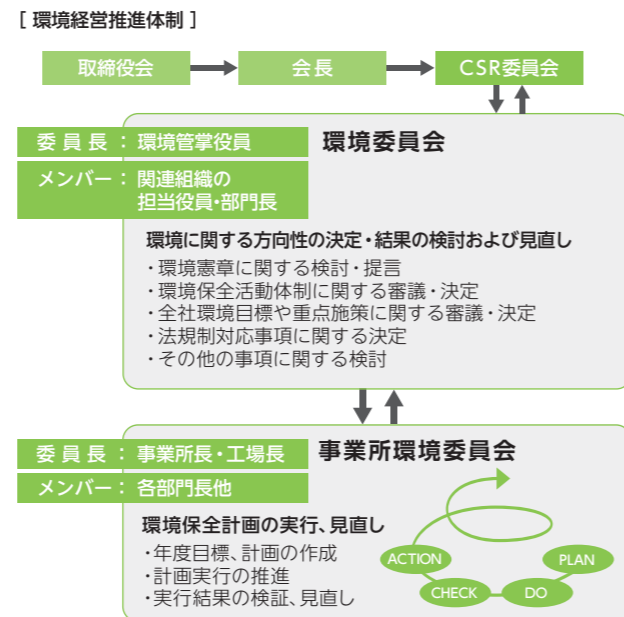 [ 環境経営推進体制 ]
取締役会
会長
CSR委員会
委員長：環境管掌役員
環境委員会
メンバー：関連組織の
担当役員・部門長
環境に関する方向性の決定・結果の検討および見直し
・環境憲章に関する検討・提言
・環境保全活動体制に関する審議・決定
・全社環境目標や重点施策に関する審議・決定
・法規制対応事項に関する決定
・その他の事項に関する検討
委員長：事業所長・工場長
事業所環境委員会
メンバー：各部門長他
環境保全計画の実行、見直し
・年度目標、計画の作成
・計画実行の推進
・実行結果の検証、見直し
ACTION
PLAN
CHECK
DO